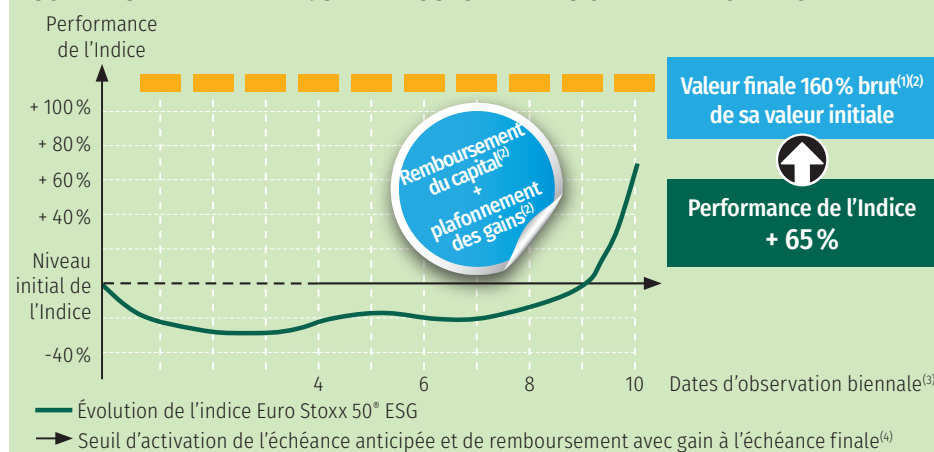 Performance
de l'Indice
+ 100 %
+ 80 %
+ 60 %
+ 40 %
Niveau
initial de
l'Indice
-40 %
Remboursement
du capital(2)
+
plafonnement
des gains(2)
Valeur finale 160 % brut(1)(2)
de sa valeur initiale
Performance de l'Indice
+ 65 %
4 6 8 10 Dates d'observation biennale(3)
Évolution de l'indice Euro Stoxx 50® ESG
Seuil d'activation de l'échéance anticipée et de remboursement avec gain à l'échéance finale(4)